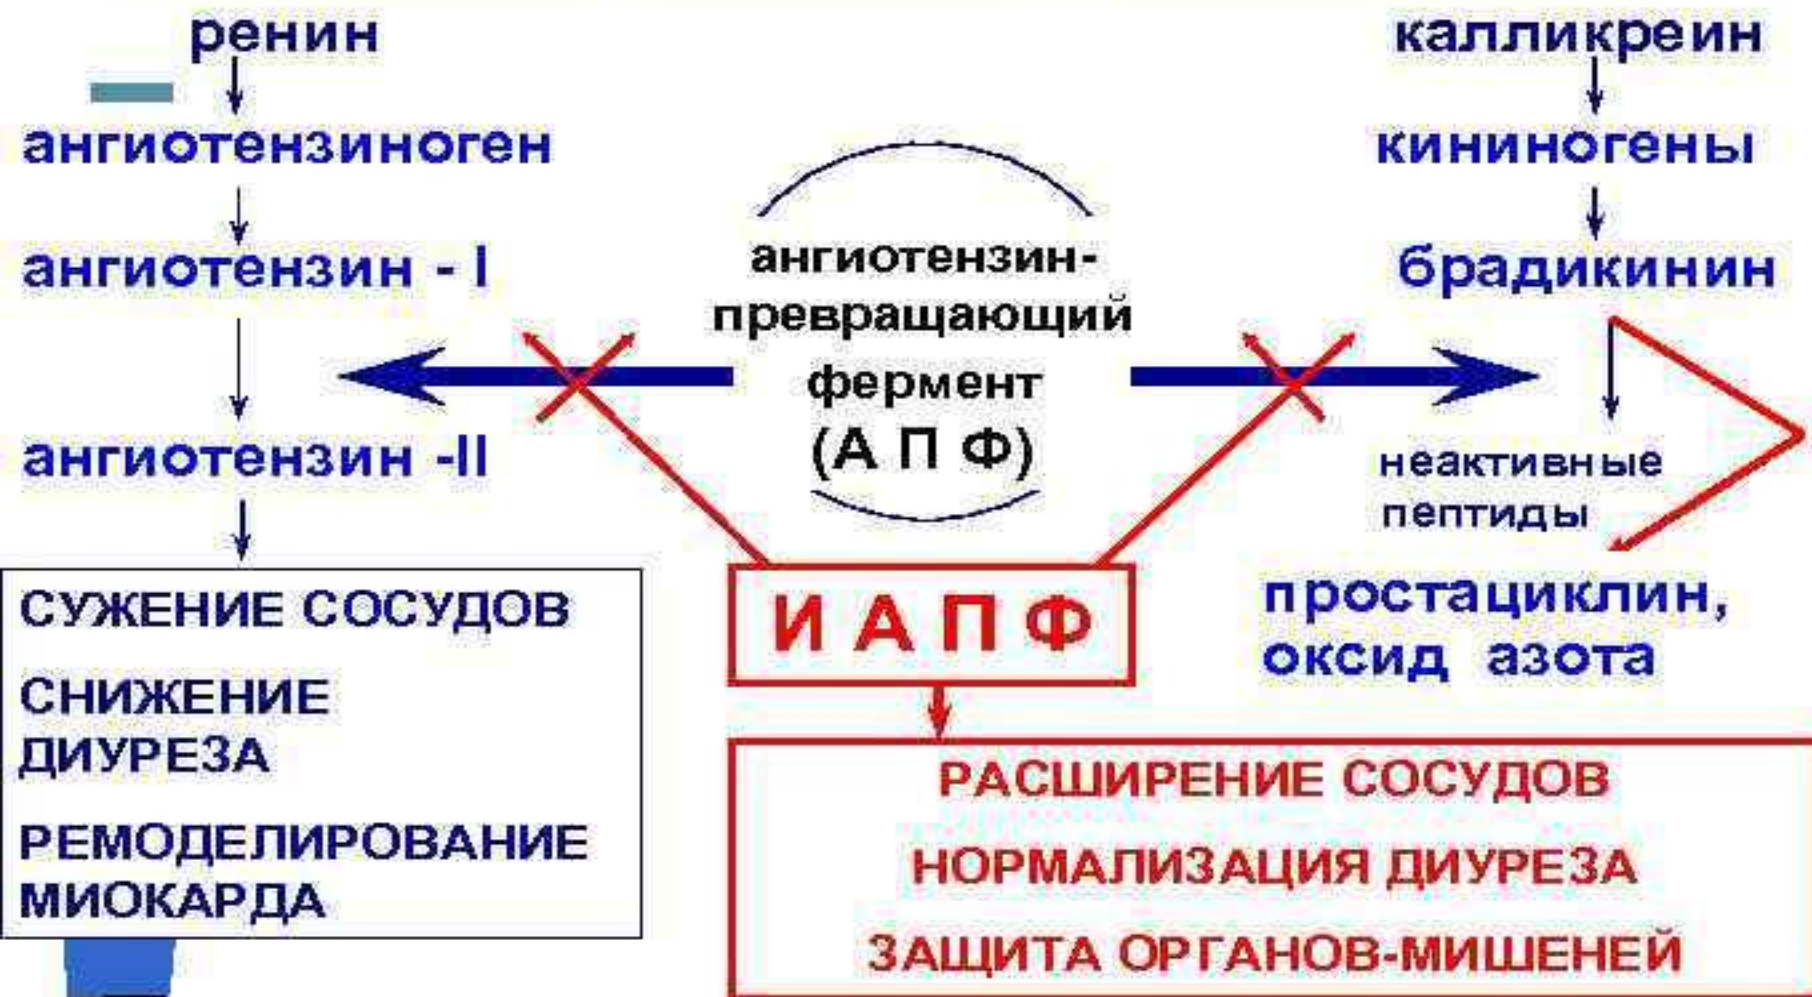 ренин
ангиотензиноген
ангиотензин - I
ангиотензин -II
СУЖЕНИЕ СОСУДОВ
СНИЖЕНИЕ
ДИУРЕЗА
РЕМОДЕЛИРОВАНИЕ
МИОКАРДА
ангиотензин-
превращающий
фермент
(А П Ф)
И А П Ф
калликреин
кининогены
брадикинин
неактивные
пептиды
простациклин,
оксид азота
РАСШИРЕНИЕ СОСУДОВ
НОРМАЛИЗАЦИЯ ДИУРЕЗА
ЗАЩИТА ОРГАНОВ-МИШЕНЕЙ